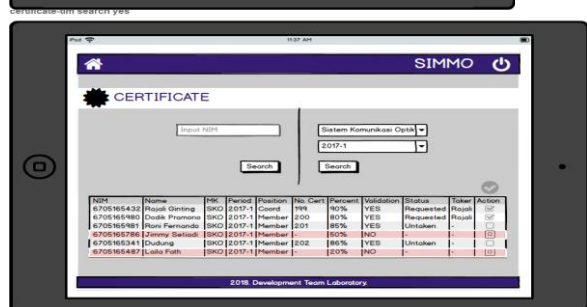 certificate-um search yes
iPad
11:37 AM
SIMMO
CERTIFICATE
Input NIM
Sistem Komunikasi Optik
2017-1
Search
Search
NIM Name MK Period Position No. Cert Percent Validation Status Taker Action
6705165432 Rajali Ginting SKO 2017-1 Coord 199 90% YES Requested Rajali
6705165980 Dodik Pramono SKO 2017-1 Member 200 80% YES Requested Rajali
6705165981 Roni Fernando SKO 2017-1 Member 201 85% YES Untaken -
6705165786 Jimmy Setiadi SKO 2017-1 Member - 50% NO - -
6705165341 Dudung SKO 2017-1 Member 202 86% YES Untaken -
6705165487 Laila Fath SKO 2017-1 Member - 20% NO - -
2018. Development Team Laboratory.